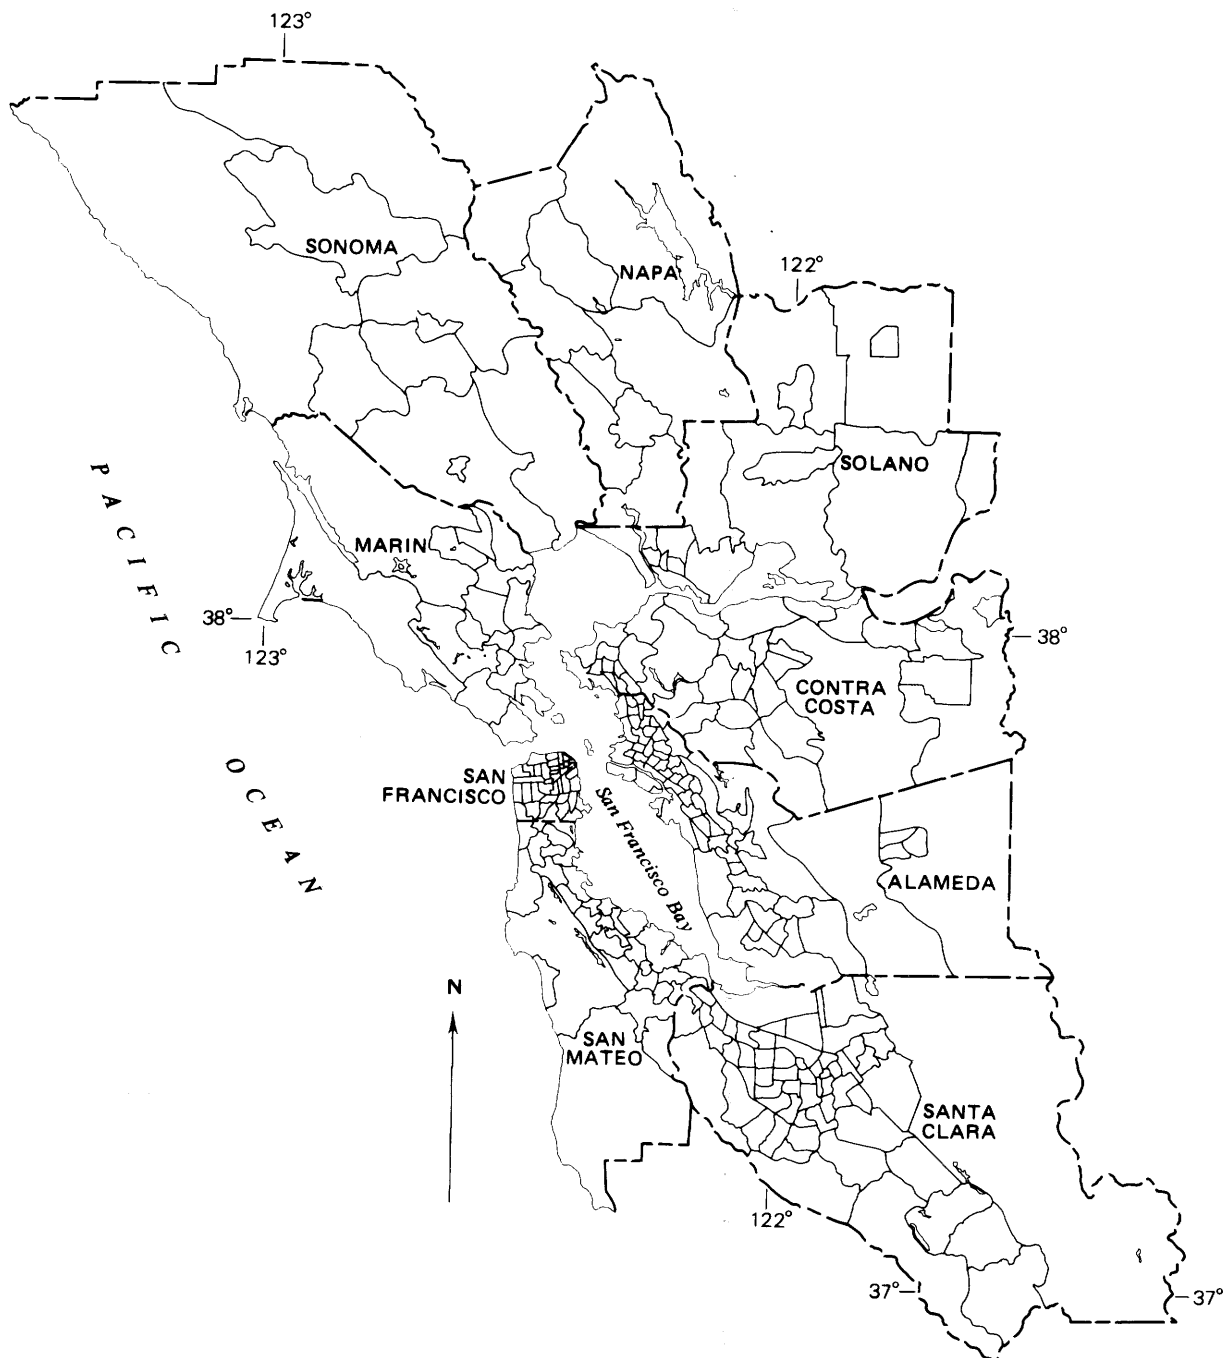 123°
SONOMA
NAPA
122°
SOLANO
PACIFIC
MARIN
38°
123°
38°
CONTRA
COSTA
OCEAN
SAN
FRANCISCO
San Francisco Bay
ALAMEDA
N
SAN
MATEO
SANTA
CLARA
122°
37°
37°